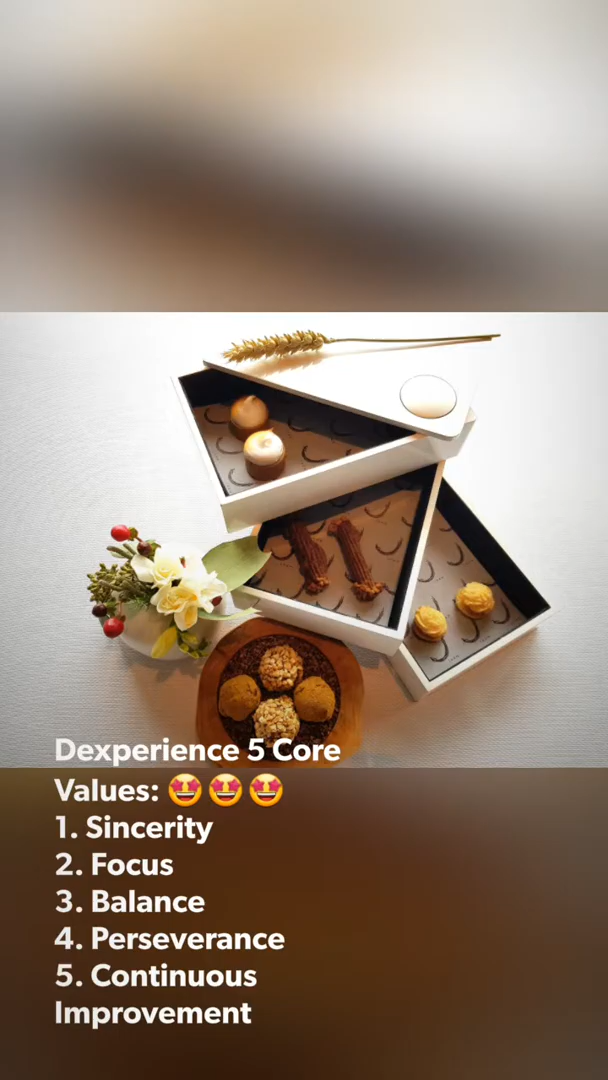 Dexperience 5 Core
Values: 🤩🤩🤩
1. Sincerity
2. Focus
3. Balance
4. Perseverance
5. Continuous
Improvement